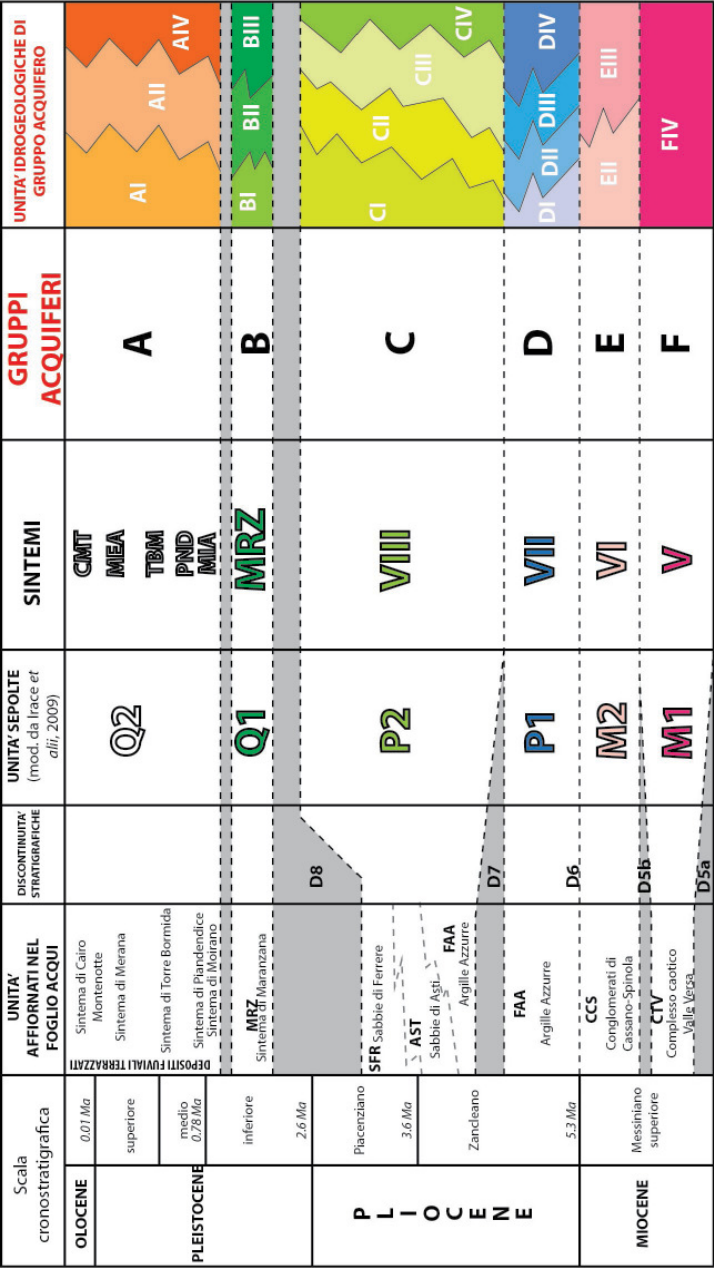 Scala
cronostratigrafica
UNITA'
AFFIORNATI NEL
FOGLIO ACQUI
DISCONTINUITA'
STRATIGRAFICHE
UNITA' SEPOLTE
(mod. da Irace et
alii, 2009)
SINTEMI
GRUPPI
ACQUIFERI
UNITA' IDROGEOLOGICHE DI
GRUPPO ACQUIFERO
OLOCENE
PLEISTOCENE
PLIOCENE
MIOCENE
0.01 Ma
superiore
medio
0.78 Ma
inferiore
2.6 Ma
Piacenziano
3.6 Ma
Zancleano
5.3 Ma
Messiniano
superiore
DEPOSITI FUVIALI TERRAZZATI
Sintema di Cairo
Montenotte
Sintema di Merana
Sintema di Torre Bormida
Sintema di Piandendice
Sintema di Moirano
MRZ
Sintema di Maranzana
SFR Sabbie di Ferrere
AST
Sabbie di Asti
FAA
Argille Azzurre
FAA
Argille Azzurre
CCS
Conglomerati di
Cassano-Spinola
CTV
Complesso caotico
Valle Versa
D8
D7
D6
D5b
D5a
Q2
Q1
P2
P1
M2
M1
CMT
MEA
TBM
PND
MIA
MRZ
VIII
VII
VI
V
A
B
C
D
E
F
AI
AII
AIV
BI
BII
BIII
CI
CII
CIII
CIV
DI
DII
DIII
DIV
EII
EIII
FIV